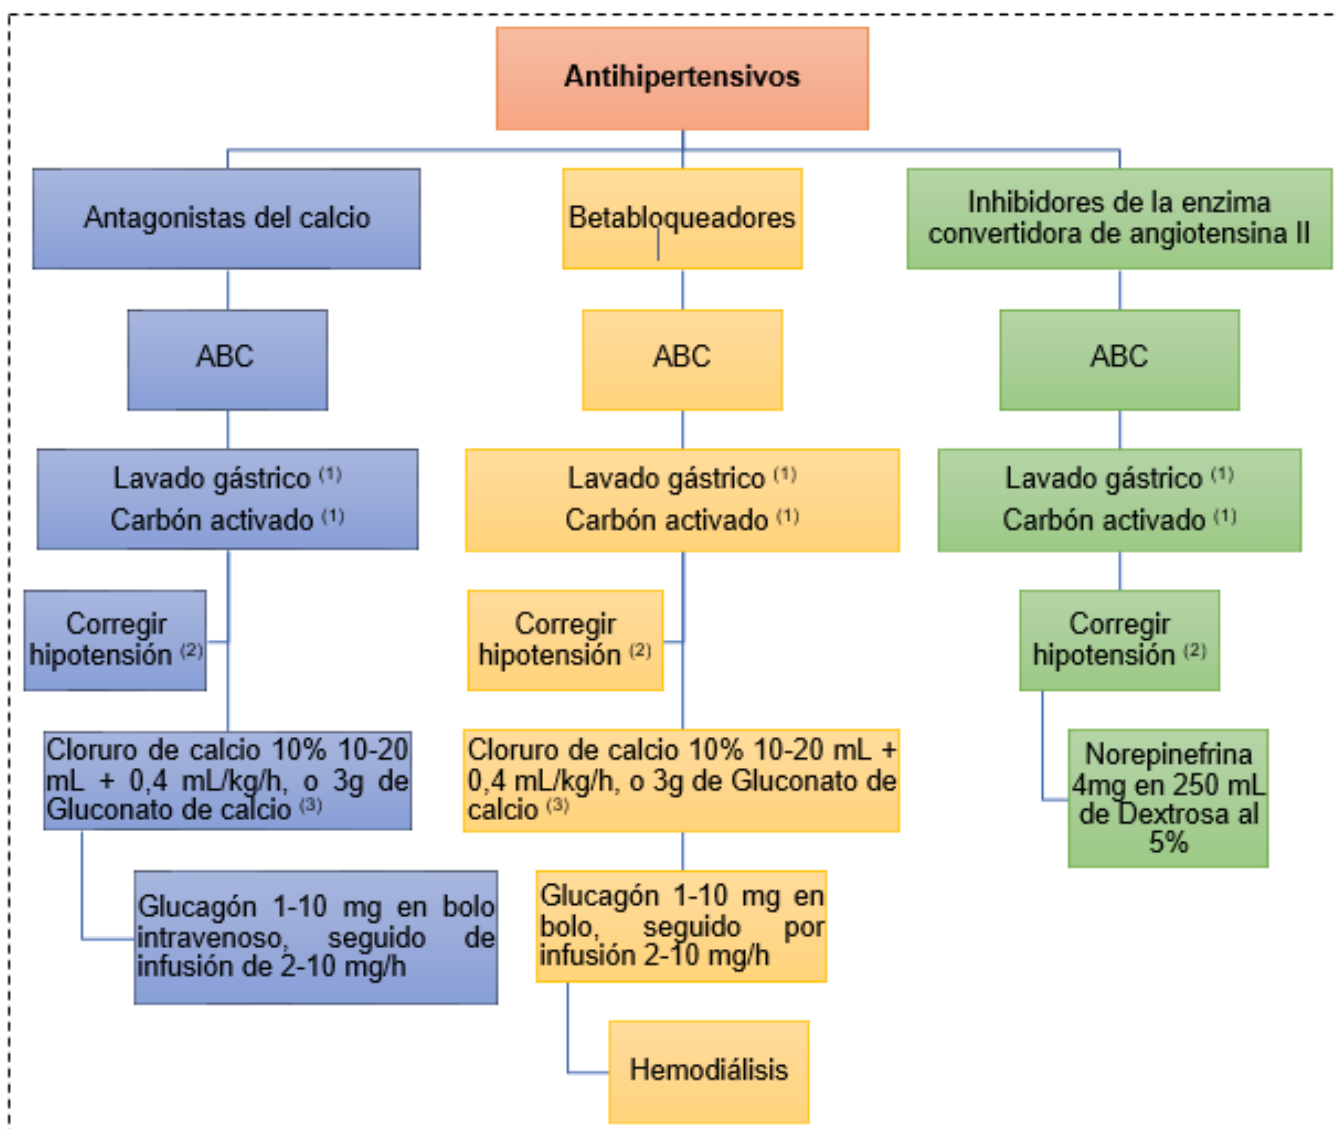 Antihipertensivos
Antagonistas del calcio
ABC
Lavado gástrico (1)
Carbón activado (1)
Corregir
hipotensión (2)
Cloruro de calcio 10% 10-20
mL + 0,4 mL/kg/h, o 3g de
Gluconato de calcio (3)
Glucagón 1-10 mg en bolo
intravenoso, seguido de
infusión de 2-10 mg/h
Betabloqueadores
ABC
Lavado gástrico (1)
Carbón activado (1)
Corregir
hipotensión (2)
Cloruro de calcio 10% 10-20 mL +
0,4 mL/kg/h, o 3g de Gluconato de
calcio (3)
Glucagón 1-10 mg en
bolo, seguido por
infusión 2-10 mg/h
Hemodiálisis
Inhibidores de la enzima
convertidora de angiotensina II
ABC
Lavado gástrico (1)
Carbón activado (1)
Corregir
hipotensión (2)
Norepinefrina
4mg en 250 mL
de Dextrosa al
5%